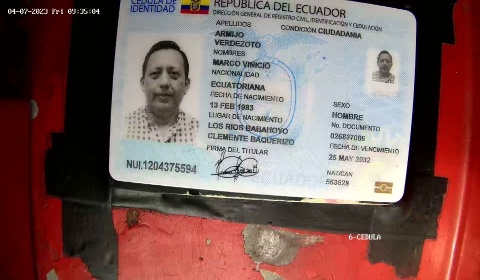 04-07-2023 Fri 09:35:04
CÉDULA DE IDENTIDAD
REPÚBLICA DEL ECUADOR
DIRECCIÓN GENERAL DE REGISTRO CIVIL, IDENTIFICACIÓN Y CEDULACIÓN
APELLIDOS
CONDICIÓN CIUDADANÍA
ARMIJO
VERDEZOTO
NOMBRES
MARCO VINICIO
NACIONALIDAD
ECUATORIANA
FECHA DE NACIMIENTO
13 FEB 1983
LUGAR DE NACIMIENTO
LOS RIOS BABAHOYO
CLEMENTE BAQUERIZO
FIRMA DEL TITULAR
SEXO
HOMBRE
No. DOCUMENTO
026837086
FECHA DE VENCIMIENTO
25 MAY 2032
NAT/CAN
563629
NUI.1204375594
6-CEDULA